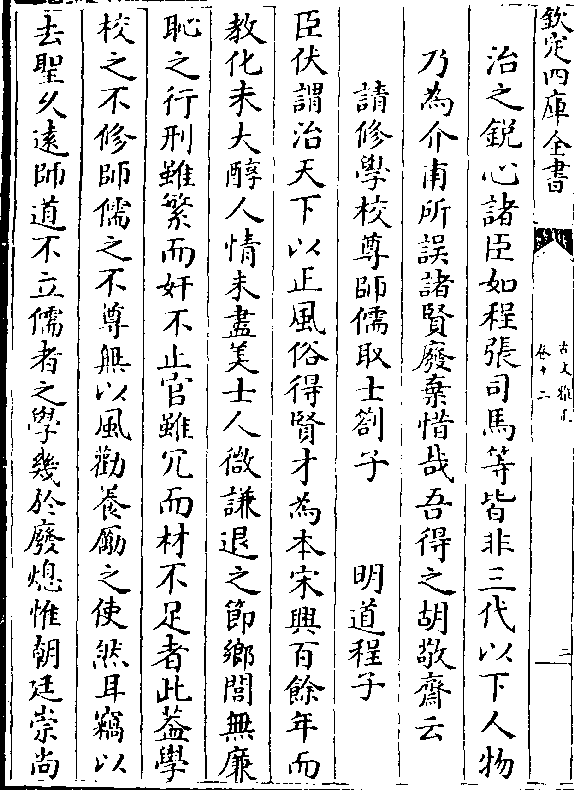 欽定四庫全書
古文雅正
卷十二
三
治之銳心諸臣如程張司馬等皆非三代以下人物
乃為介甫所誤諸賢廢棄惜哉吾得之胡敬齋云
請修學校尊師儒取士劄子　明道程子
臣伏謂治天下以正風俗得賢才為本宋興百餘年而
教化未大醇人情未盡美士人微謙退之節鄉閭無廉
恥之行刑雖繁而奸不止官雖冗而材不足者此葢學
校之不修師儒之不尊無以風勸養勵之使然耳竊以
去聖久遠師道不立儒者之學幾於廢熄惟朝廷崇尚